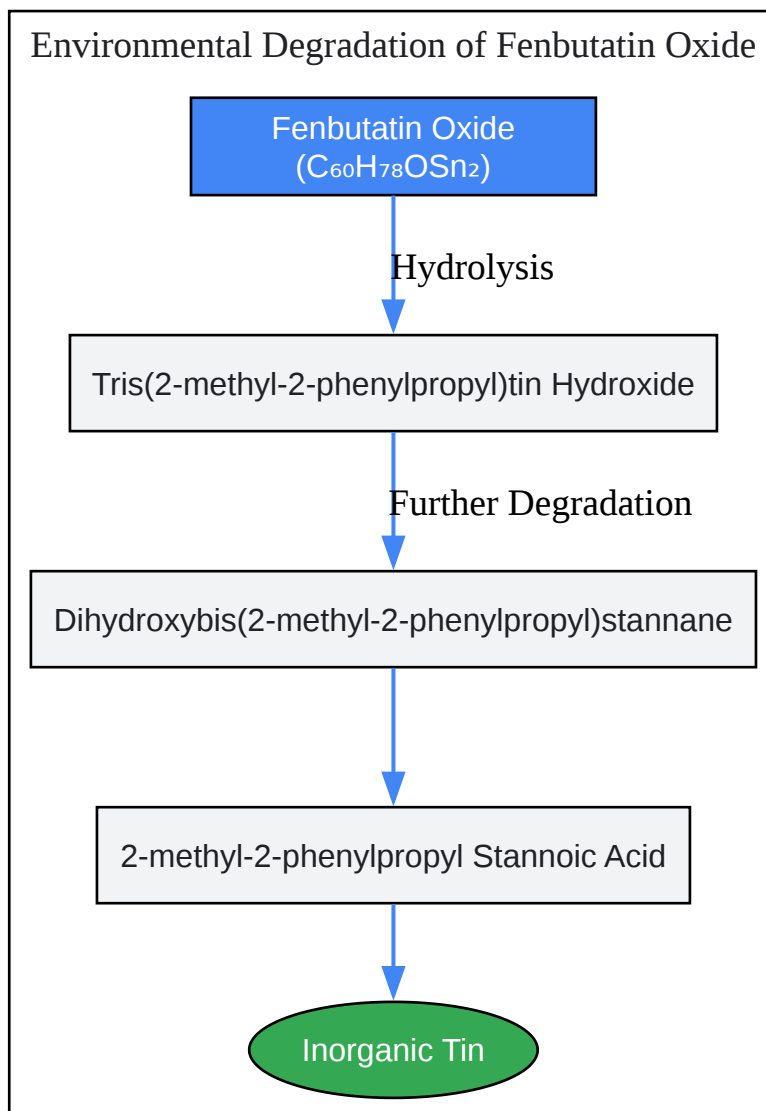 Environmental Degradation of Fenbutatin Oxide
Fenbutatin Oxide
(C₆₀H₇₈OSn₂)
Hydrolysis
Tris(2-methyl-2-phenylpropyl)tin Hydroxide
Further Degradation
Dihydroxybis(2-methyl-2-phenylpropyl)stannane
2-methyl-2-phenylpropyl Stannoic Acid
Inorganic Tin